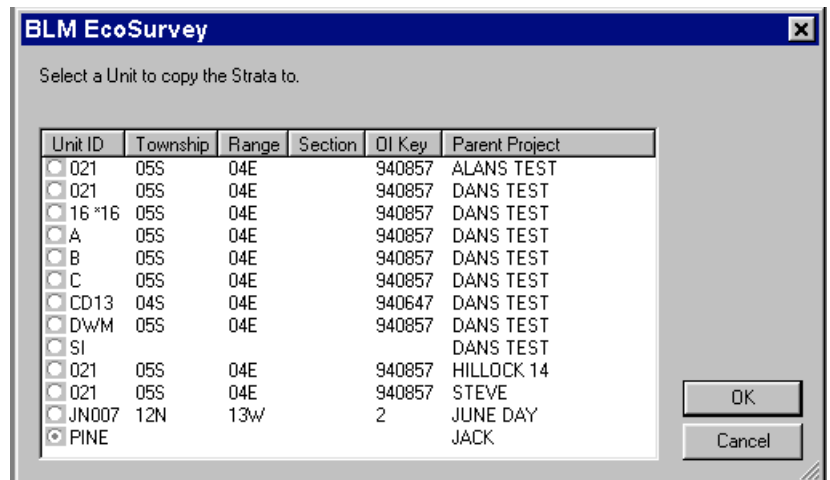 BLM EcoSurvey
Select a Unit to copy the Strata to.
Unit ID Township Range Section OI Key Parent Project
021 05S 04E 940857 ALANS TEST
021 05S 04E 940857 DANS TEST
16 *16 05S 04E 940857 DANS TEST
A 05S 04E 940857 DANS TEST
B 05S 04E 940857 DANS TEST
C 05S 04E 940857 DANS TEST
CD13 04S 04E 940647 DANS TEST
DWM 05S 04E 940857 DANS TEST
SI DANS TEST
021 05S 04E 940857 HILLOCK 14
021 05S 04E 940857 STEVE
JN007 12N 13W 2 JUNE DAY
PINE JACK
OK
Cancel